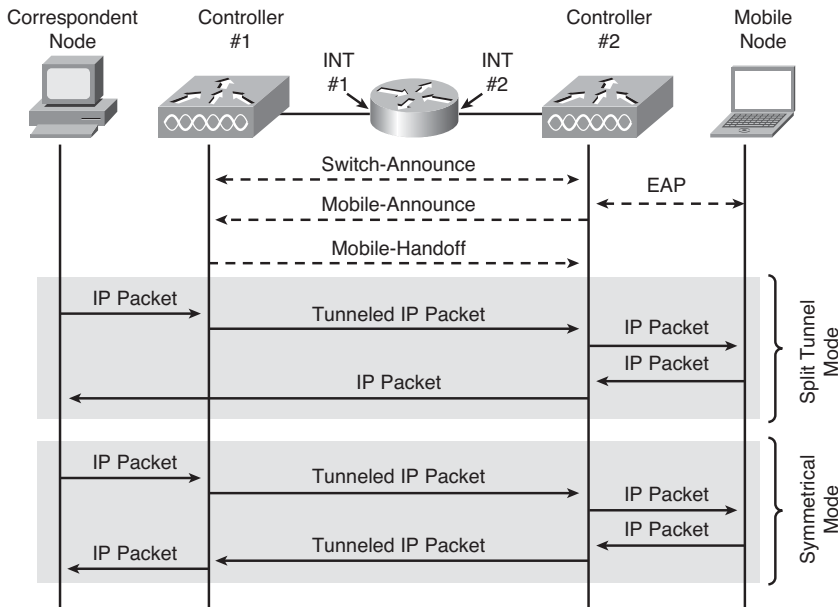 Correspondent
Node
Controller
#1
INT
#1
INT
#2
Controller
#2
Mobile
Node
Switch-Announce
EAP
Mobile-Announce
Mobile-Handoff
IP Packet
Tunneled IP Packet
IP Packet
IP Packet
IP Packet
Split Tunnel
Mode
IP Packet
Tunneled IP Packet
IP Packet
IP Packet
Tunneled IP Packet
IP Packet
Symmetrical
Mode